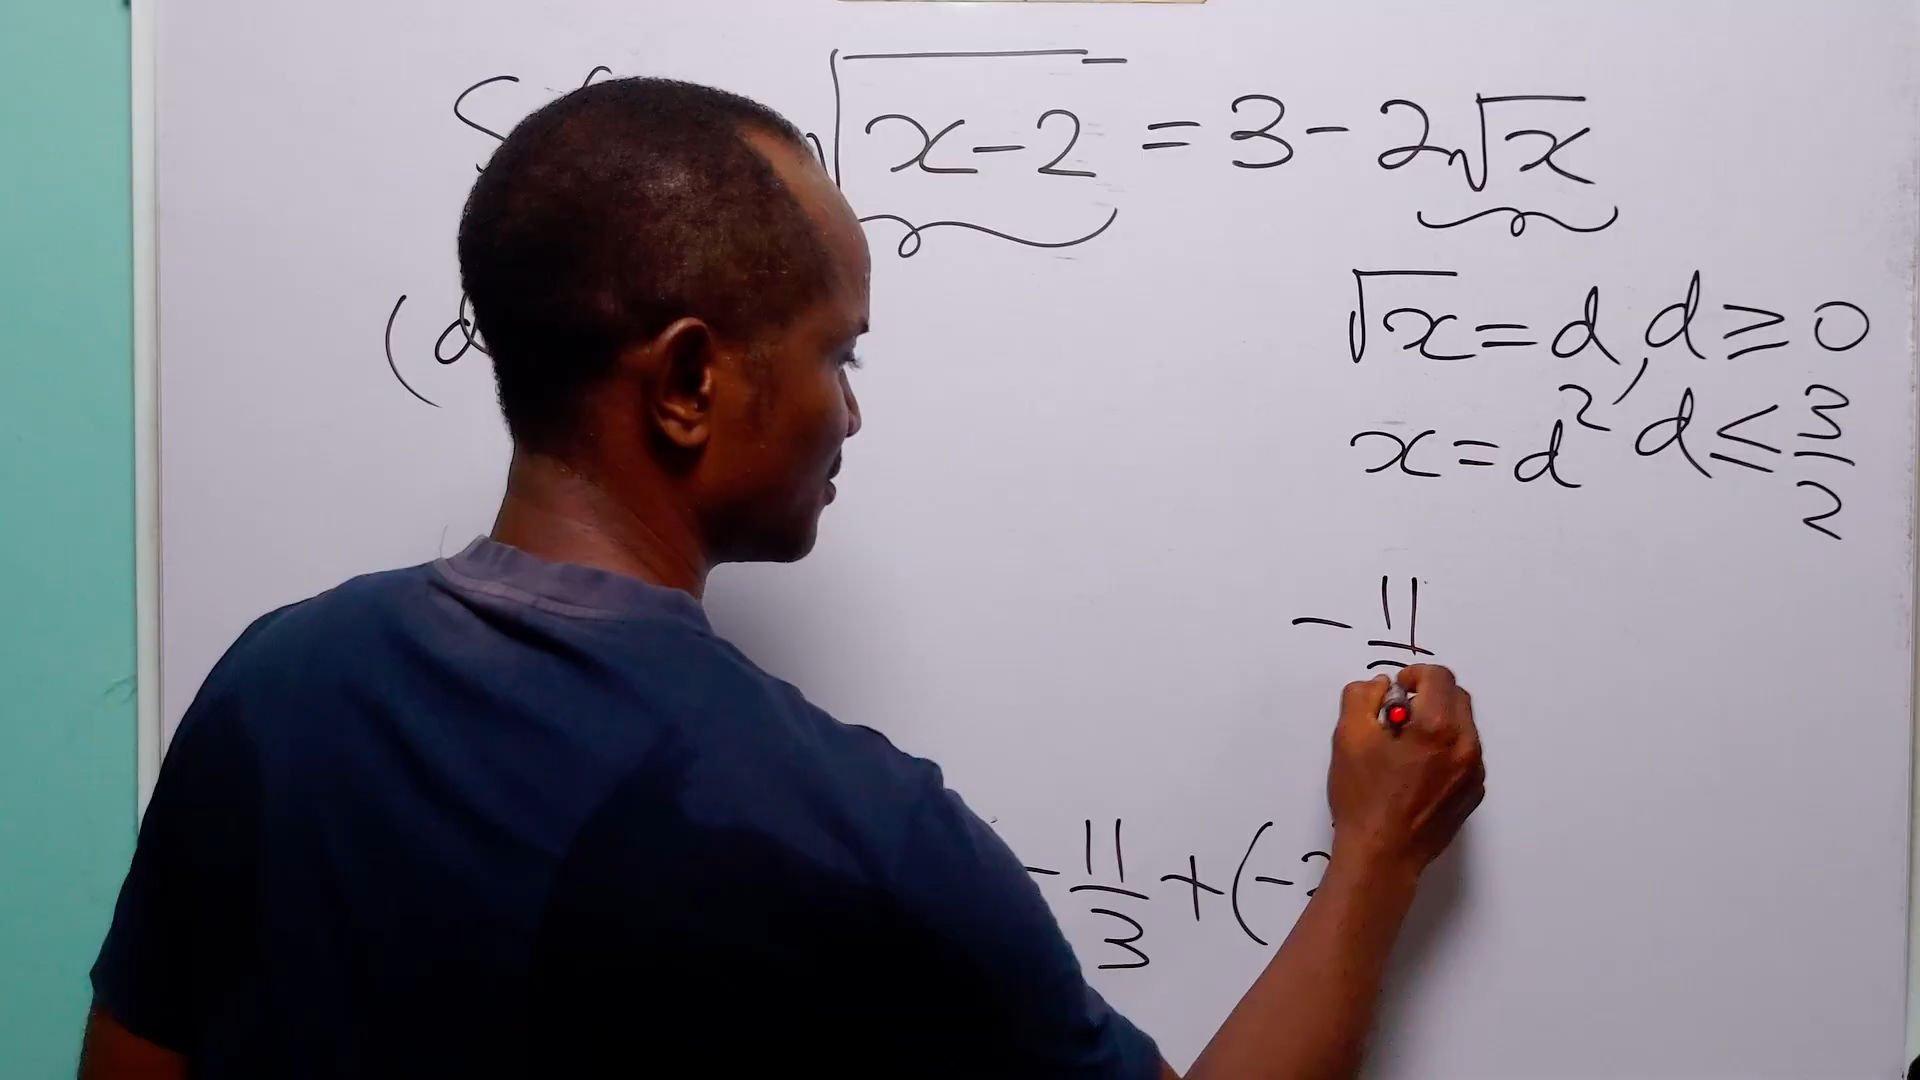 √x-2 = 3-2√x
√x = d, d ≥ 0
(d
x = d², d ≤ 3/2
- 11
- 11/3 + (-2